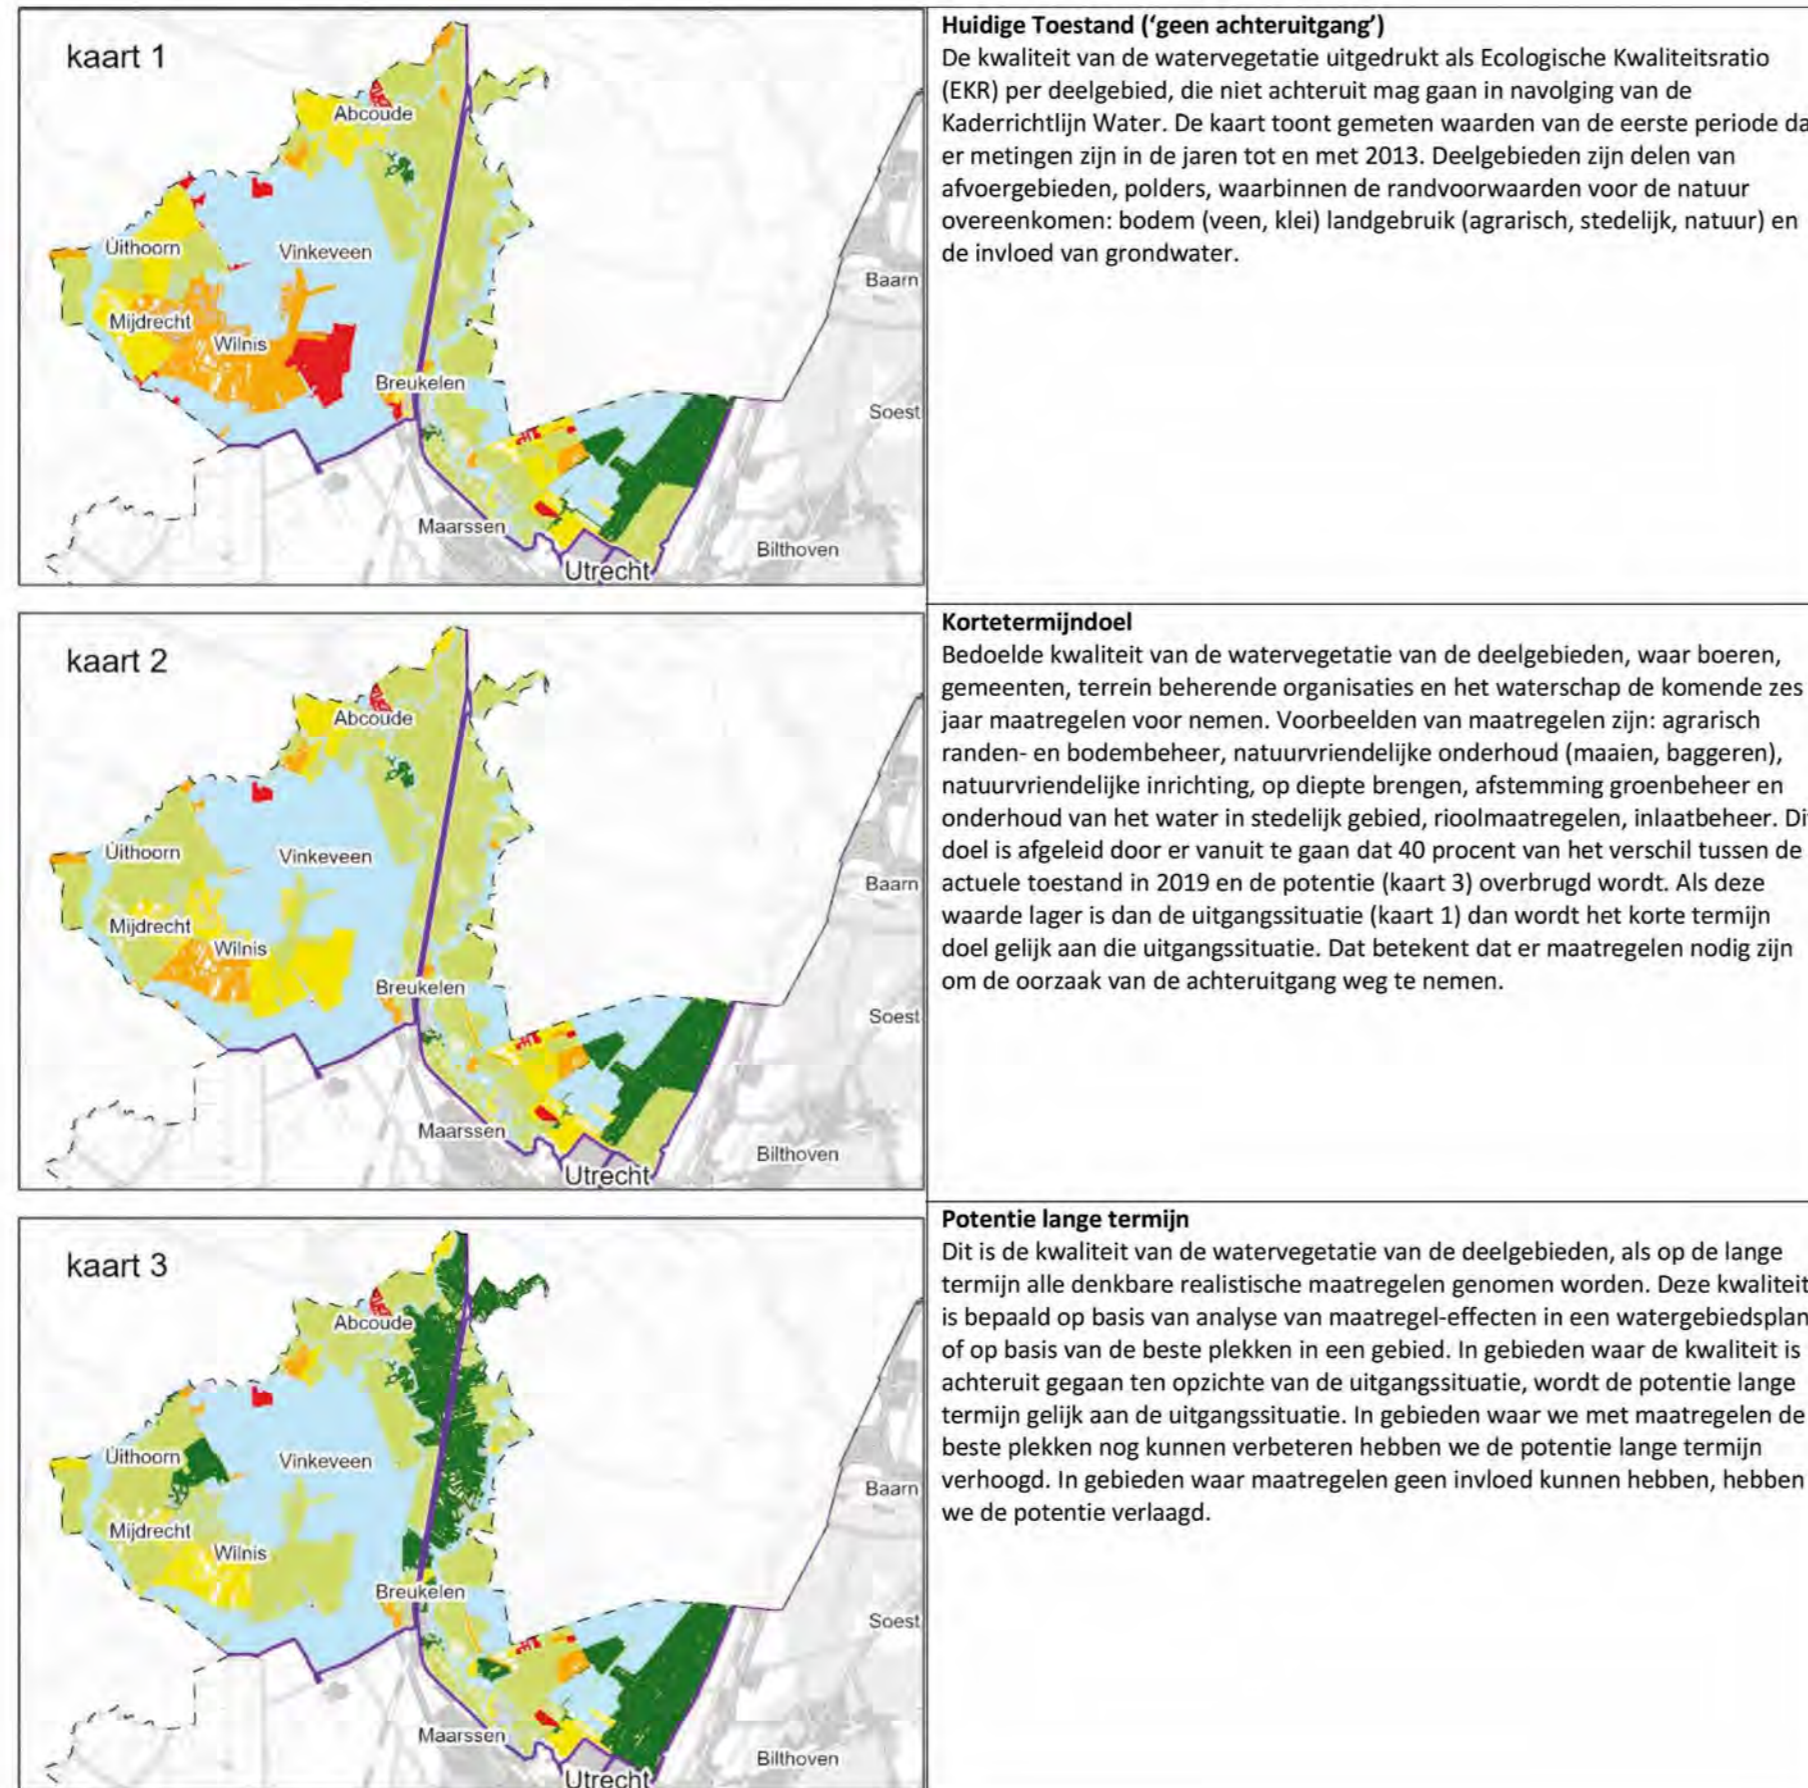 kaart 1
Abcoude
Uithoorn
Vinkeveen
Baarn
Mijdrecht
Wilnis
Breukelen
Soest
Maarssen
Bilthoven
Utrecht
Huidige Toestand (‘geen achteruitgang’)
De kwaliteit van de watervegetatie uitgedrukt als Ecologische Kwaliteitsratio
(EKR) per deelgebied, die niet achteruit mag gaan in navolging van de
Kaderrichtlijn Water. De kaart toont gemeten waarden van de eerste periode da
er metingen zijn in de jaren tot en met 2013. Deelgebieden zijn delen van
afvoergebieden, polders, waarbinnen de randvoorwaarden voor de natuur
overeenkomen: bodem (veen, klei) landgebruik (agrarisch, stedelijk, natuur) en
de invloed van grondwater.
kaart 2
Abcoude
Uithoorn
Vinkeveen
Baarn
Mijdrecht
Wilnis
Breukelen
Soest
Maarssen
Bilthoven
Utrecht
Kortetermijndoel
Bedoelde kwaliteit van de watervegetatie van de deelgebieden, waar boeren,
gemeenten, terrein beherende organisaties en het waterschap de komende zes
jaar maatregelen voor nemen. Voorbeelden van maatregelen zijn: agrarisch
randen- en bodembeheer, natuurvriendelijke onderhoud (maaien, baggeren),
natuurvriendelijke inrichting, op diepte brengen, afstemming groenbeheer en
onderhoud van het water in stedelijk gebied, rioolmaatregelen, inlaatbeheer. Di
doel is afgeleid door er vanuit te gaan dat 40 procent van het verschil tussen de
actuele toestand in 2019 en de potentie (kaart 3) overbrugd wordt. Als deze
waarde lager is dan de uitgangssituatie (kaart 1) dan wordt het korte termijn
doel gelijk aan die uitgangssituatie. Dat betekent dat er maatregelen nodig zijn
om de oorzaak van de achteruitgang weg te nemen.
kaart 3
Abcoude
Uithoorn
Vinkeveen
Baarn
Mijdrecht
Wilnis
Breukelen
Soest
Maarssen
Bilthoven
Utrecht
Potentie lange termijn
Dit is de kwaliteit van de watervegetatie van de deelgebieden, als op de lange
termijn alle denkbare realistische maatregelen genomen worden. Deze kwaliteit
is bepaald op basis van analyse van maatregel-effecten in een watergebiedsplan
of op basis van de beste plekken in een gebied. In gebieden waar de kwaliteit is
achteruit gegaan ten opzichte van de uitgangssituatie, wordt de potentie lange
termijn gelijk aan de uitgangssituatie. In gebieden waar we met maatregelen de
beste plekken nog kunnen verbeteren hebben we de potentie lange termijn
verhoogd. In gebieden waar maatregelen geen invloed kunnen hebben, hebben
we de potentie verlaagd.